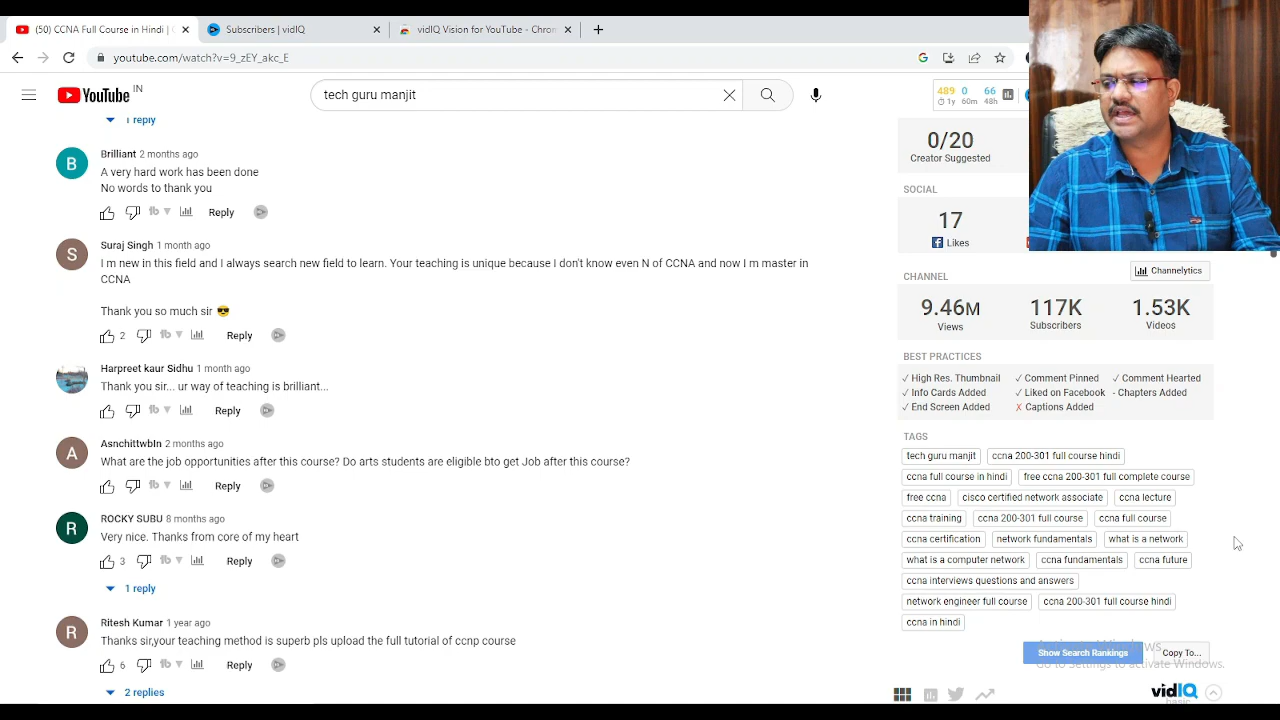 (50) CCNA Full Course in Hindi |
Subscribers | vidIQ
vidIQ Vision for YouTube - Chrom
youtube.com/watch?v=9_zEY_akc_E
YouTube IN
tech guru manjit
489 0 66
1y 60m 48h
1 reply
Brilliant 2 months ago
A very hard work has been done
No words to thank you
Reply
Suraj Singh 1 month ago
I m new in this field and I always search new field to learn. Your teaching is unique because I don't know even N of CCNA and now I m master in
CCNA
Thank you so much sir 😎
2 Reply
Harpreet kaur Sidhu 1 month ago
Thank you sir... ur way of teaching is brilliant...
Reply
AsnchittwbIn 2 months ago
What are the job opportunities after this course? Do arts students are eligible bto get Job after this course?
Reply
ROCKY SUBU 8 months ago
Very nice. Thanks from core of my heart
3 Reply
1 reply
Ritesh Kumar 1 year ago
Thanks sir,your teaching method is superb pls upload the full tutorial of ccnp course
6 Reply
2 replies
0/20
Creator Suggested
SOCIAL
17
Likes
CHANNEL
Channelytics
9.46M 117K 1.53K
Views Subscribers Videos
BEST PRACTICES
✓ High Res. Thumbnail ✓ Comment Pinned ✓ Comment Hearted
✓ Info Cards Added ✓ Liked on Facebook - Chapters Added
✓ End Screen Added ✗ Captions Added
TAGS
tech guru manjit ccna 200-301 full course hindi
ccna full course in hindi free ccna 200-301 full complete course
free ccna cisco certified network associate ccna lecture
ccna training ccna 200-301 full course ccna full course
ccna certification network fundamentals what is a network
what is a computer network ccna fundamentals ccna future
ccna interviews questions and answers
network engineer full course ccna 200-301 full course hindi
ccna in hindi
Activate Windows
Show Search Rankings Copy To...
Go to Settings to activate Windows.
vidIQ
basic